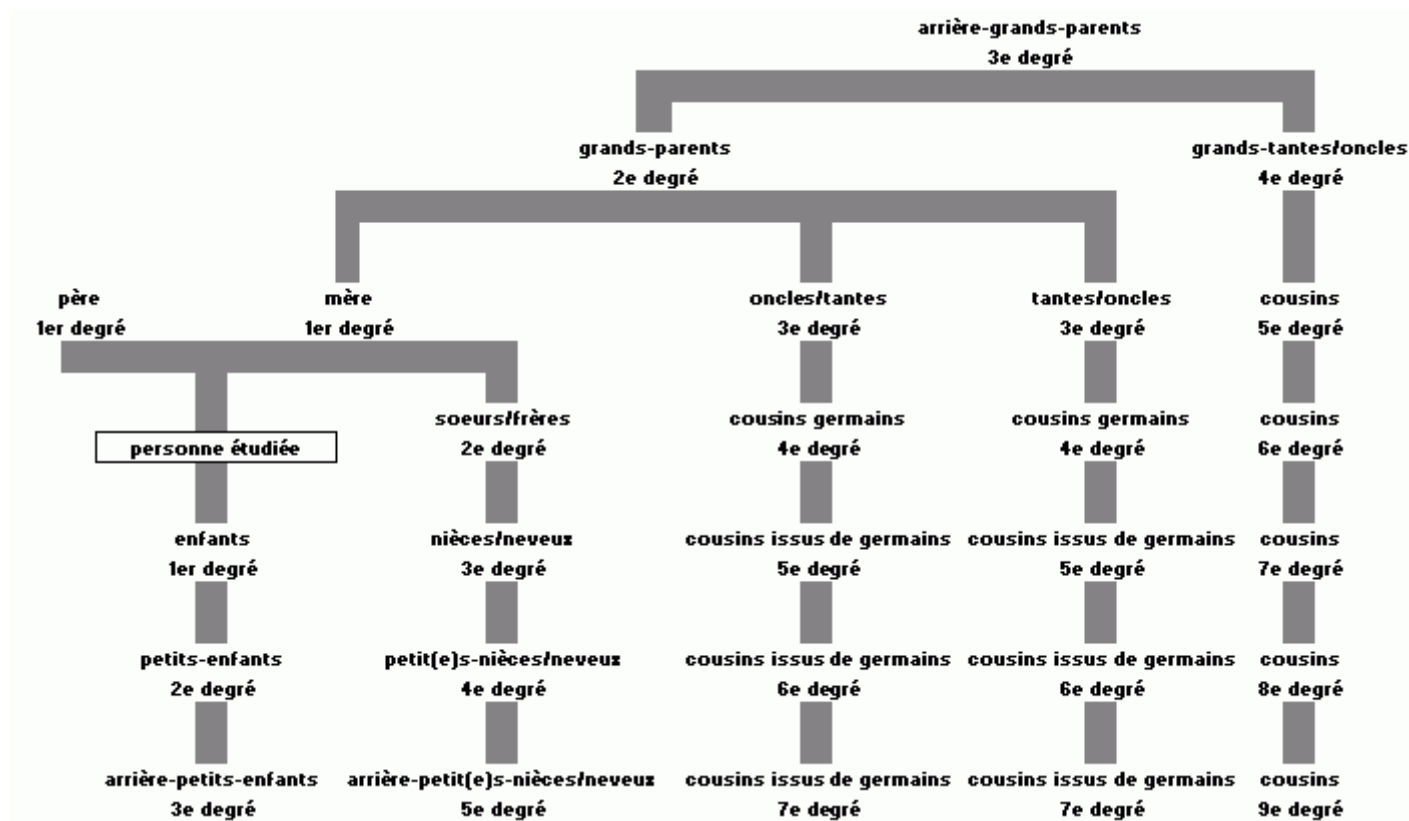 arrière-grands-parents
3e degré
grands-parents grands-tantes/oncles
2e degré 4e degré
père mère oncles/tantes tantes/oncles cousins
1er degré 1er degré 3e degré 3e degré 5e degré
soeurs/frères cousins germains cousins germains cousins
personne étudiée 2e degré 4e degré 4e degré 6e degré
enfants nièces/neveux cousins issus de germains cousins issus de germains cousins
1er degré 3e degré 5e degré 5e degré 7e degré
petits-enfants petit(e)s-nièces/neveux cousins issus de germains cousins issus de germains cousins
2e degré 4e degré 6e degré 6e degré 8e degré
arrière-petits-enfants arrière-petit(e)s-nièces/neveux cousins issus de germains cousins issus de germains cousins
3e degré 5e degré 7e degré 7e degré 9e degré